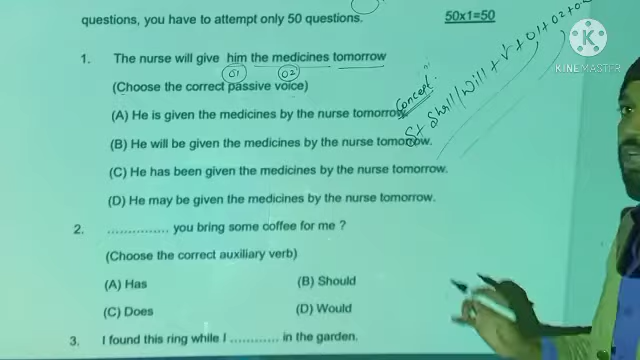 questions, you have to attempt only 50 questions.
50x1=50
1. The nurse will give him the medicines tomorrow
O1 O2
(Choose the correct passive voice)
(A) He is given the medicines by the nurse tomorrow.
(B) He will be given the medicines by the nurse tomorrow.
(C) He has been given the medicines by the nurse tomorrow.
(D) He may be given the medicines by the nurse tomorrow.
Concept
S+ Shall/Will + V + O1 + O2 +
KINEMASTER
2. ............... you bring some coffee for me ?
(Choose the correct auxiliary verb)
(A) Has
(B) Should
(C) Does
(D) Would
3. I found this ring while I ............ in the garden.